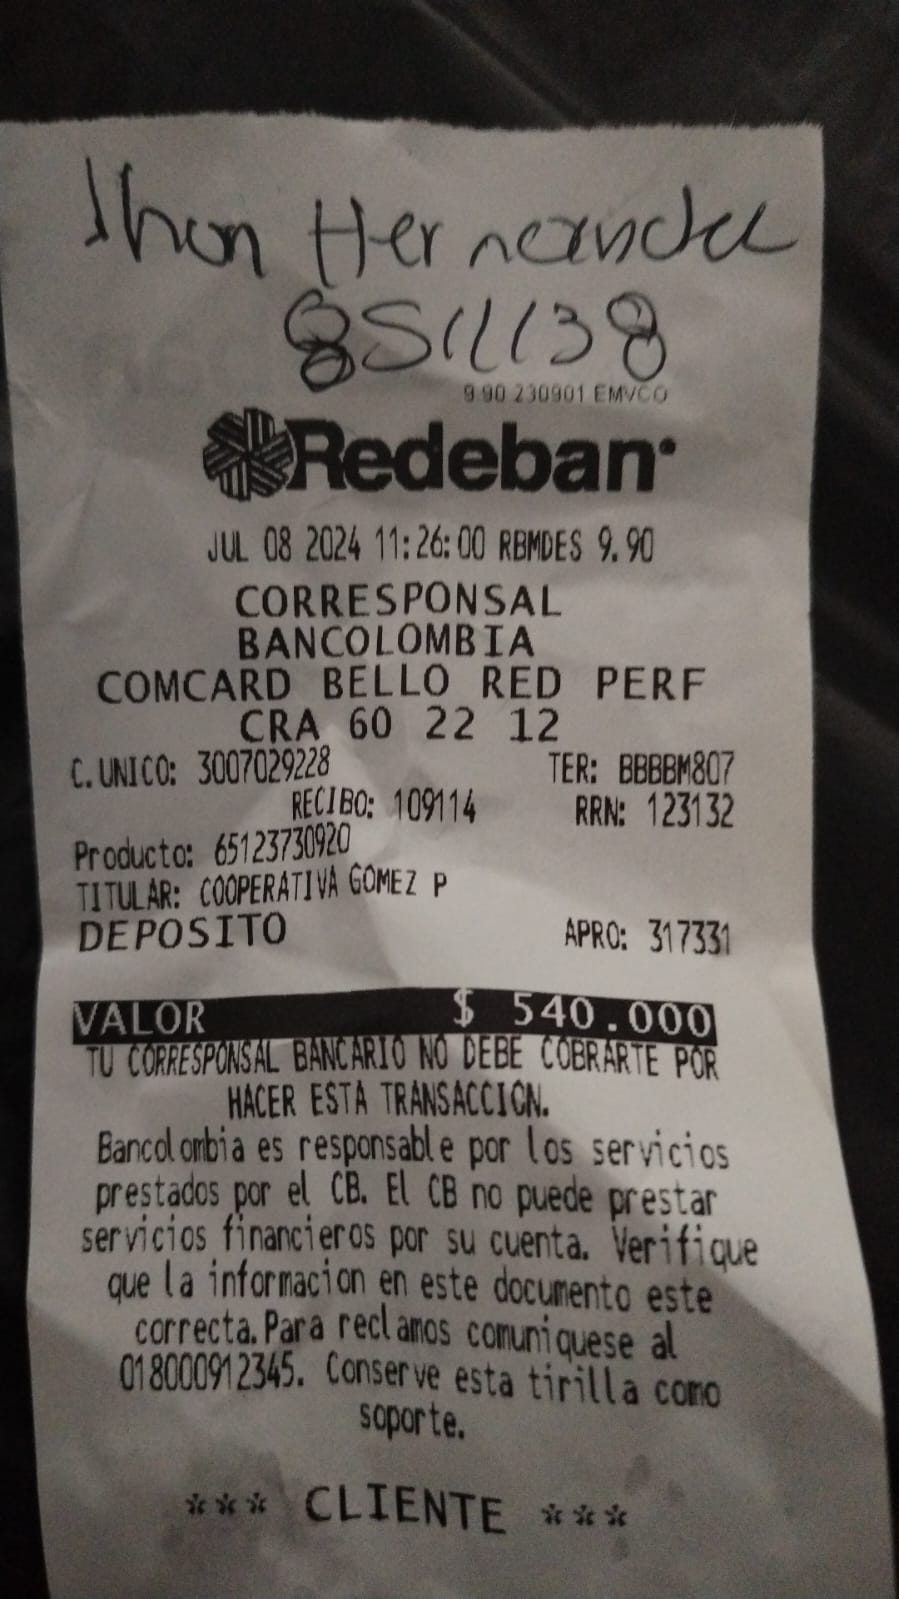 Jhon Hernandez
8511138
9.90 230901 EMVCO
Redeban
JUL 08 2024 11:26:00 RBMDES 9.90
CORRESPONSAL
BANCOLOMBIA
COMCARD BELLO RED PERF
CRA 60 22 12
C.UNICO: 3007029228 TER: BBBBM807
RECIBO: 109114 RRN: 123132
Producto: 65123730920
TITULAR: COOPERATIVA GOMEZ P
DEPOSITO APRO: 317331
VALOR $ 540.000
TU CORRESPONSAL BANCARIO NO DEBE COBRARTE POR
HACER ESTA TRANSACCION.
Bancolombia es responsable por los servicios
prestados por el CB. El CB no puede prestar
servicios financieros por su cuenta. Verifique
que la informacion en este documento este
correcta. Para reclamos comuniquese al
018000912345. Conserve esta tirilla como
soporte.
*** CLIENTE ***